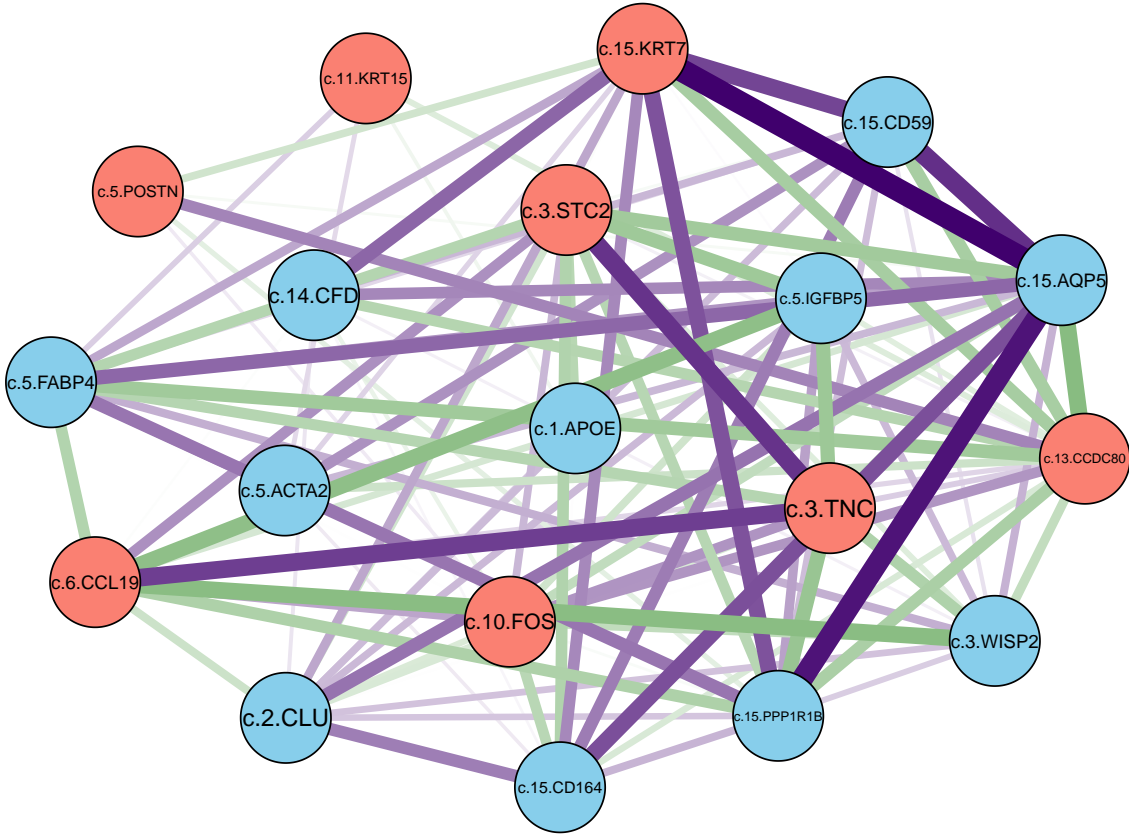 c.15.KRT7
c.11.KRT15
c.15.CD59
c.5.POSTN
c.3.STC2
c.15.AQP5
c.14.CFD
c.5.IGFBP5
c.5.FABP4
c.1.APOE
c.13.CCDC80
c.5.ACTA2
c.3.TNC
c.6.CCL19
c.10.FOS
c.3.WISP2
c.2.CLU
c.15.PPP1R1B
c.15.CD164